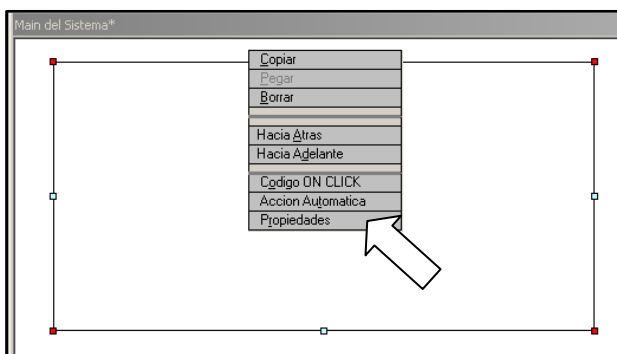 Main del Sistema*
Copiar
Pegar
Borrar
Hacia Atras
Hacia Adelante
Codigo ON CLICK
Accion Automatica
Propiedades